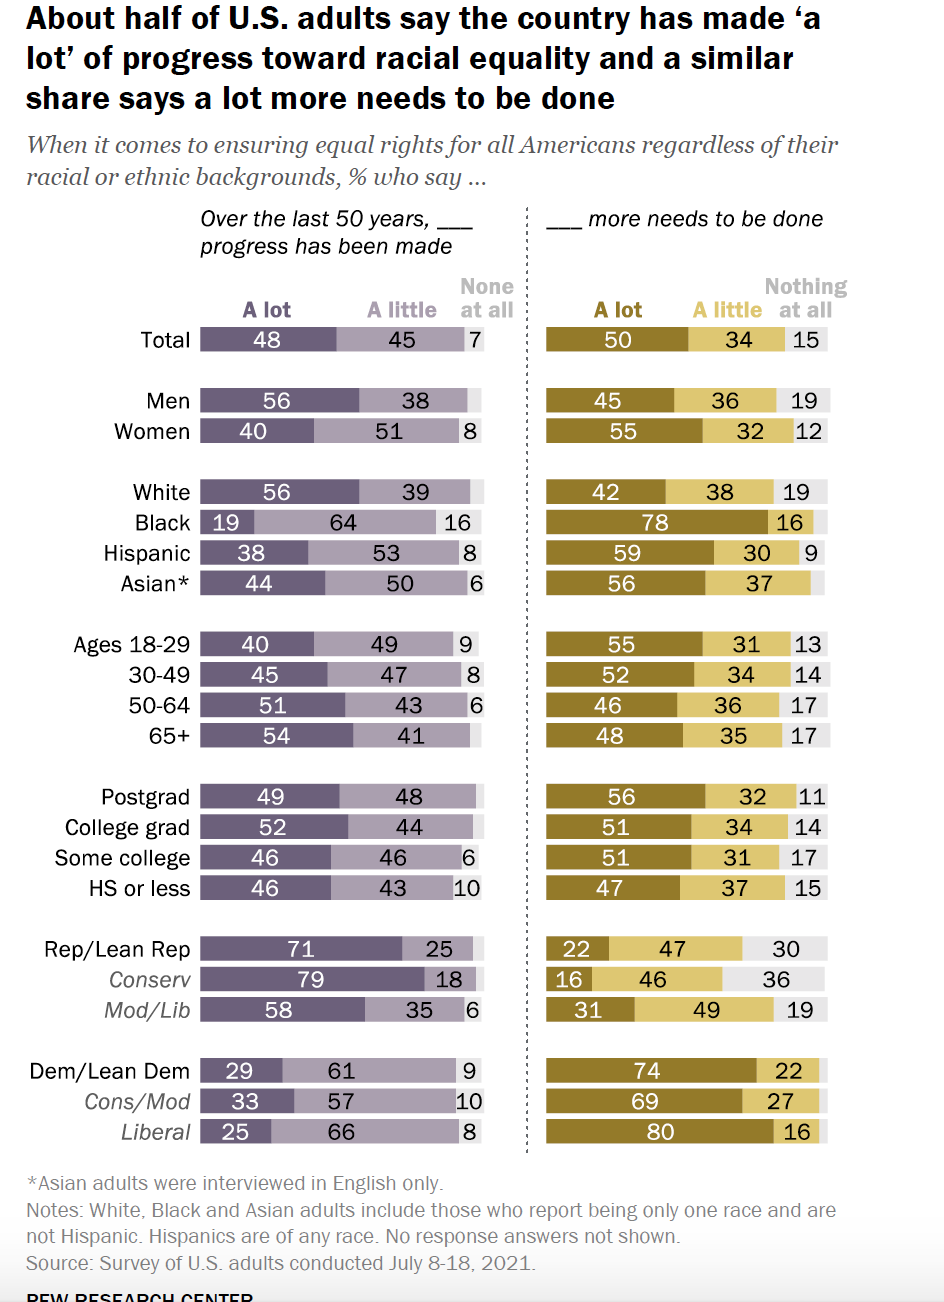 About half of U.S. adults say the country has made ‘a
lot’ of progress toward racial equality and a similar
share says a lot more needs to be done
When it comes to ensuring equal rights for all Americans regardless of their
racial or ethnic backgrounds, % who say ...
Over the last 50 years, ___
progress has been made
___ more needs to be done
A lot A little None at all A lot A little Nothing at all
Total 48 45 7 50 34 15
Men 56 38 45 36 19
Women 40 51 8 55 32 12
White 56 39 42 38 19
Black 19 64 16 78 16
Hispanic 38 53 8 59 30 9
Asian* 44 50 6 56 37
Ages 18-29 40 49 9 55 31 13
30-49 45 47 8 52 34 14
50-64 51 43 6 46 36 17
65+ 54 41 48 35 17
Postgrad 49 48 56 32 11
College grad 52 44 51 34 14
Some college 46 46 6 51 31 17
HS or less 46 43 10 47 37 15
Rep/Lean Rep 71 25 22 47 30
Conserv 79 18 16 46 36
Mod/Lib 58 35 6 31 49 19
Dem/Lean Dem 29 61 9 74 22
Cons/Mod 33 57 10 69 27
Liberal 25 66 8 80 16
*Asian adults were interviewed in English only.
Notes: White, Black and Asian adults include those who report being only one race and are
not Hispanic. Hispanics are of any race. No response answers not shown.
Source: Survey of U.S. adults conducted July 8-18, 2021.
PEW RESEARCH CENTER